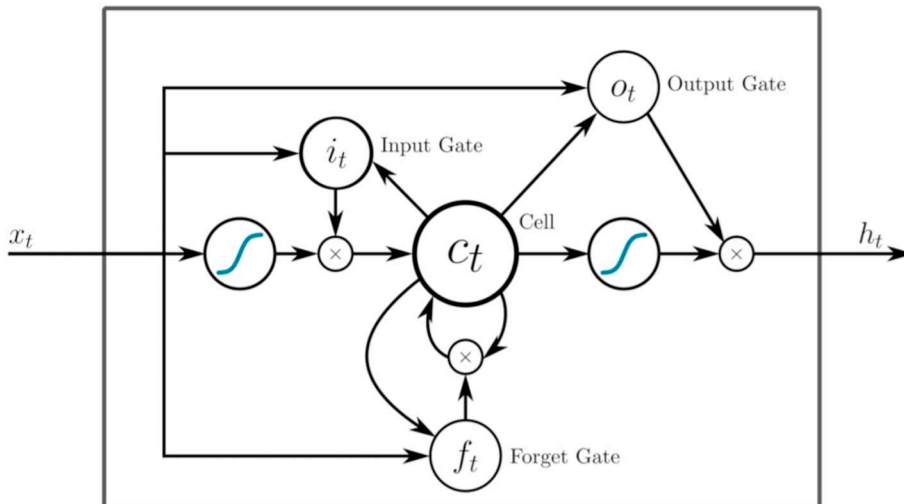 o_t Output Gate
i_t Input Gate
x_t
×
c_t
Cell
×
h_t
×
f_t Forget Gate